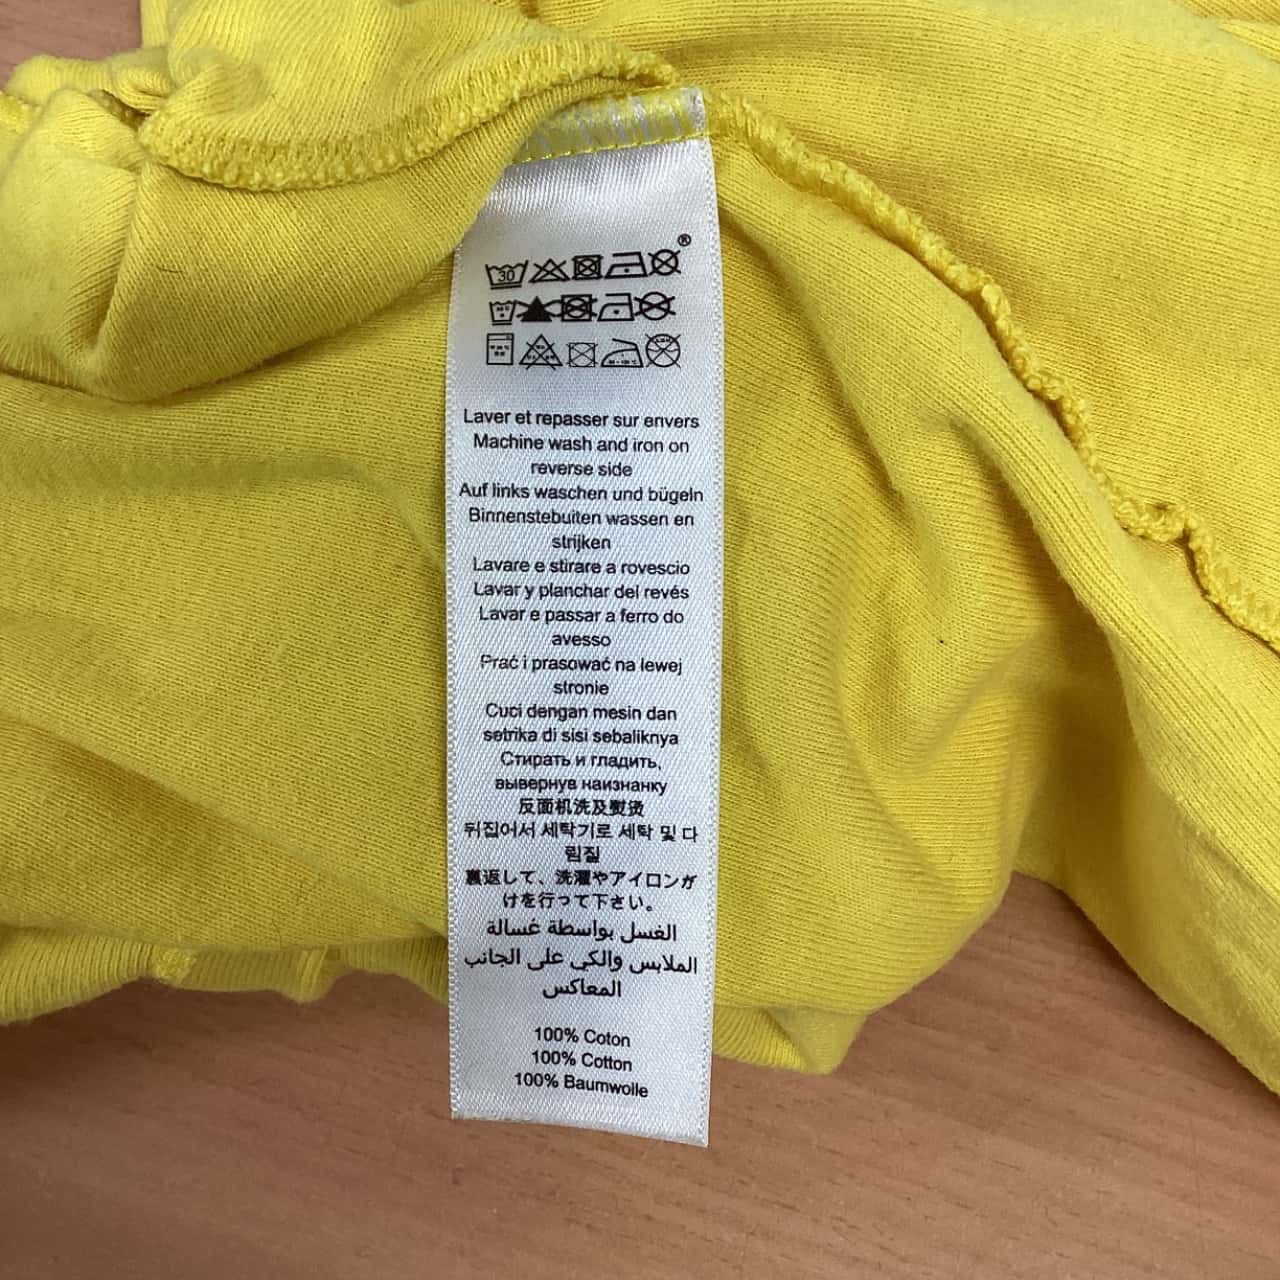 ®
30
Laver et repasser sur envers
Machine wash and iron on
reverse side
Auf links waschen und bügeln
Binnenstebuiten wassen en
strijken
Lavare e stirare a rovescio
Lavar y planchar del revés
Lavar e passar a ferro do
avesso
Prać i prasować na lewej
stronie
Cuci dengan mesin dan
setrika di sisi sebaliknya
Стирать и гладить,
вывернув наизнанку
反面机洗及熨烫
뒤집어서 세탁기로 세탁 및 다
림질
裏返して、洗濯やアイロンが
けを行って下さい。
الغسل بواسطة غسالة
الملابس والكي على الجانب
المعاكس
100% Coton
100% Cotton
100% Baumwolle